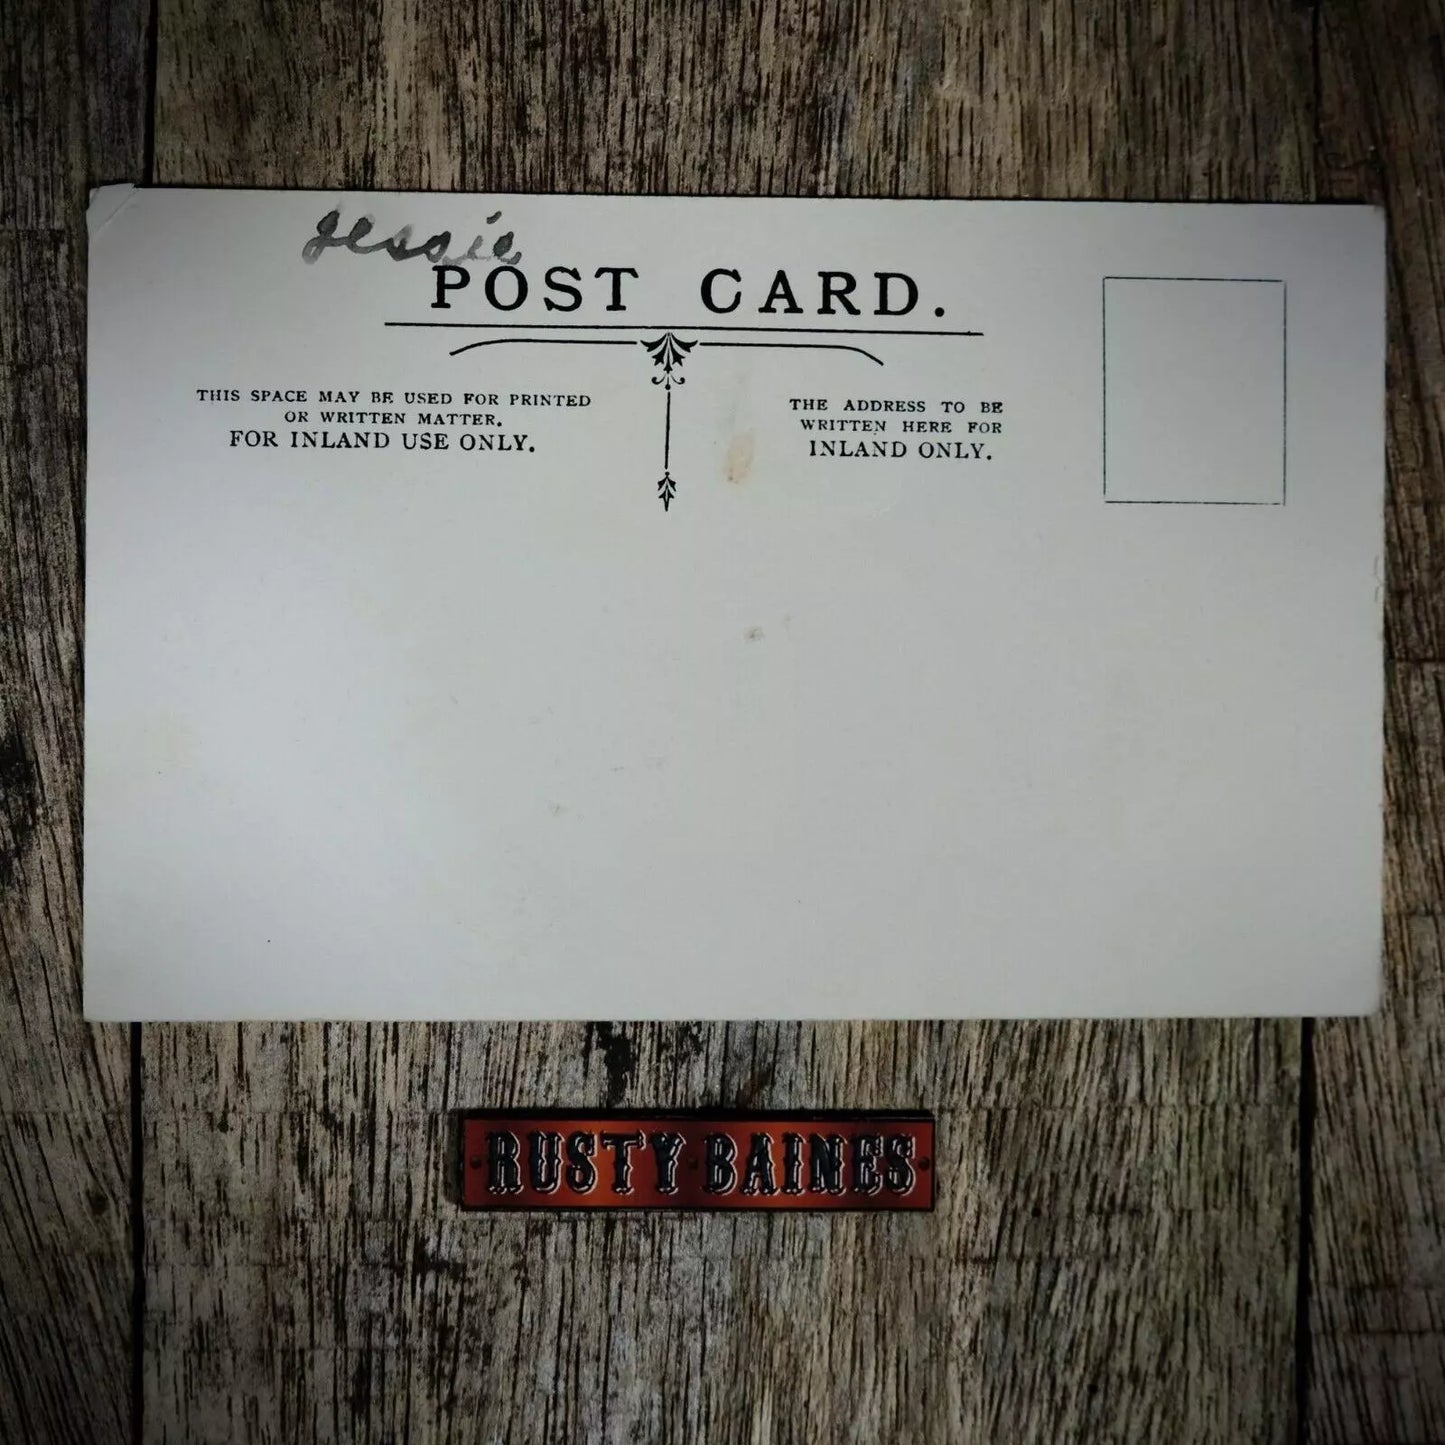 Jessie
POST CARD.
THIS SPACE MAY BE USED FOR PRINTED
OR WRITTEN MATTER.
FOR INLAND USE ONLY.
THE ADDRESS TO BE
WRITTEN HERE FOR
INLAND ONLY.
RUSTY BAINES